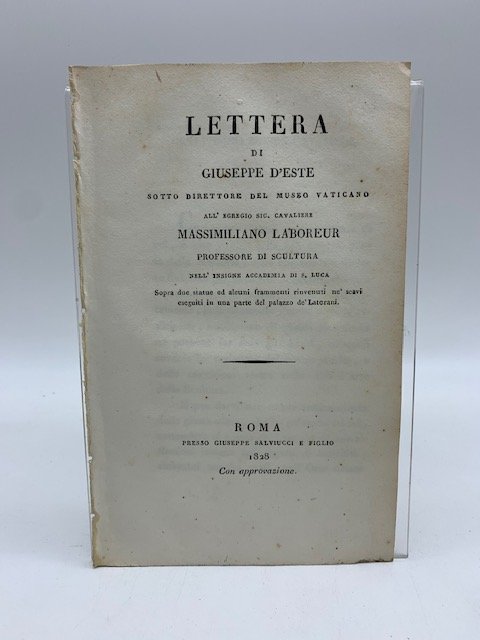 LETTERA
DI
GIUSEPPE D'ESTE
SOTTO DIRETTORE DEL MUSEO VATICANO
ALL' EGREGIO SIG. CAVALIERE
MASSIMILIANO LABOREUR
PROFESSORE DI SCULTURA
NELL' INSIGNE ACCADEMIA DI S. LUCA
Sopra due statue ed alcuni frammenti rinvenuti ne' scavi
eseguiti in una parte del palazzo de' Laterani.
ROMA
PRESSO GIUSEPPE SALVIUCCI E FIGLIO
1828
Con approvazione.